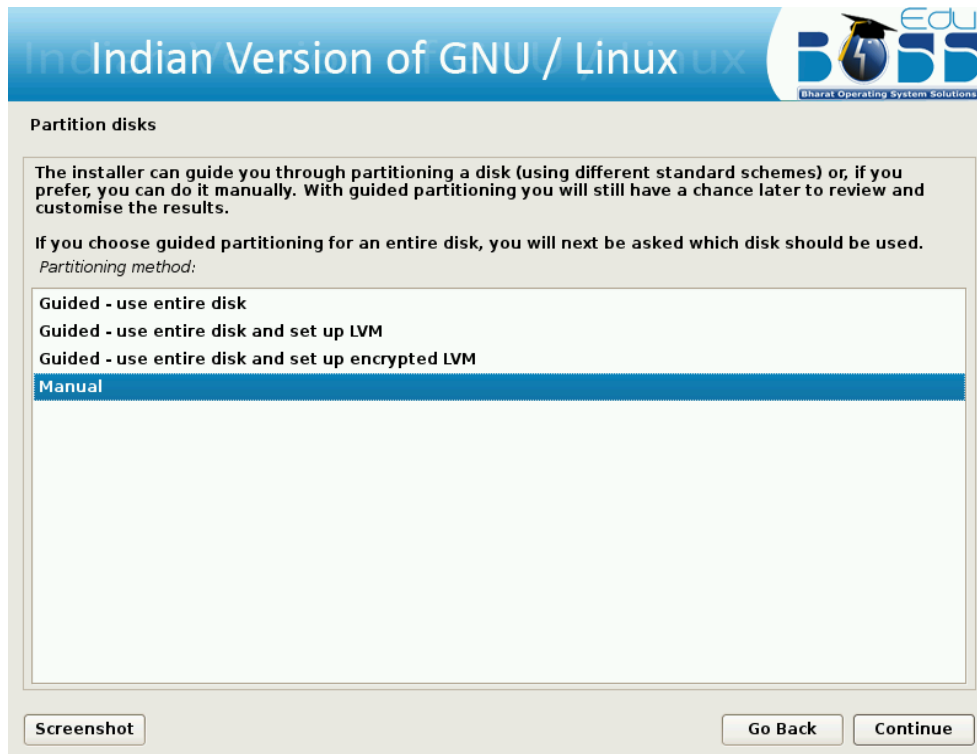 Indian Version of GNU / Linux
Edu
BOSS
Bharat Operating System Solutions
Partition disks
The installer can guide you through partitioning a disk (using different standard schemes) or, if you
prefer, you can do it manually. With guided partitioning you will still have a chance later to review and
customise the results.
If you choose guided partitioning for an entire disk, you will next be asked which disk should be used.
Partitioning method:
Guided - use entire disk
Guided - use entire disk and set up LVM
Guided - use entire disk and set up encrypted LVM
Manual
Screenshot
Go Back
Continue